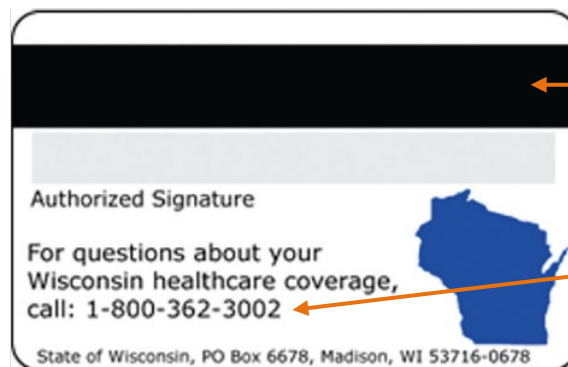 Authorized Signature
For questions about your
Wisconsin healthcare coverage,
call: 1-800-362-3002
State of Wisconsin, PO Box 6678, Madison, WI 53716-0678